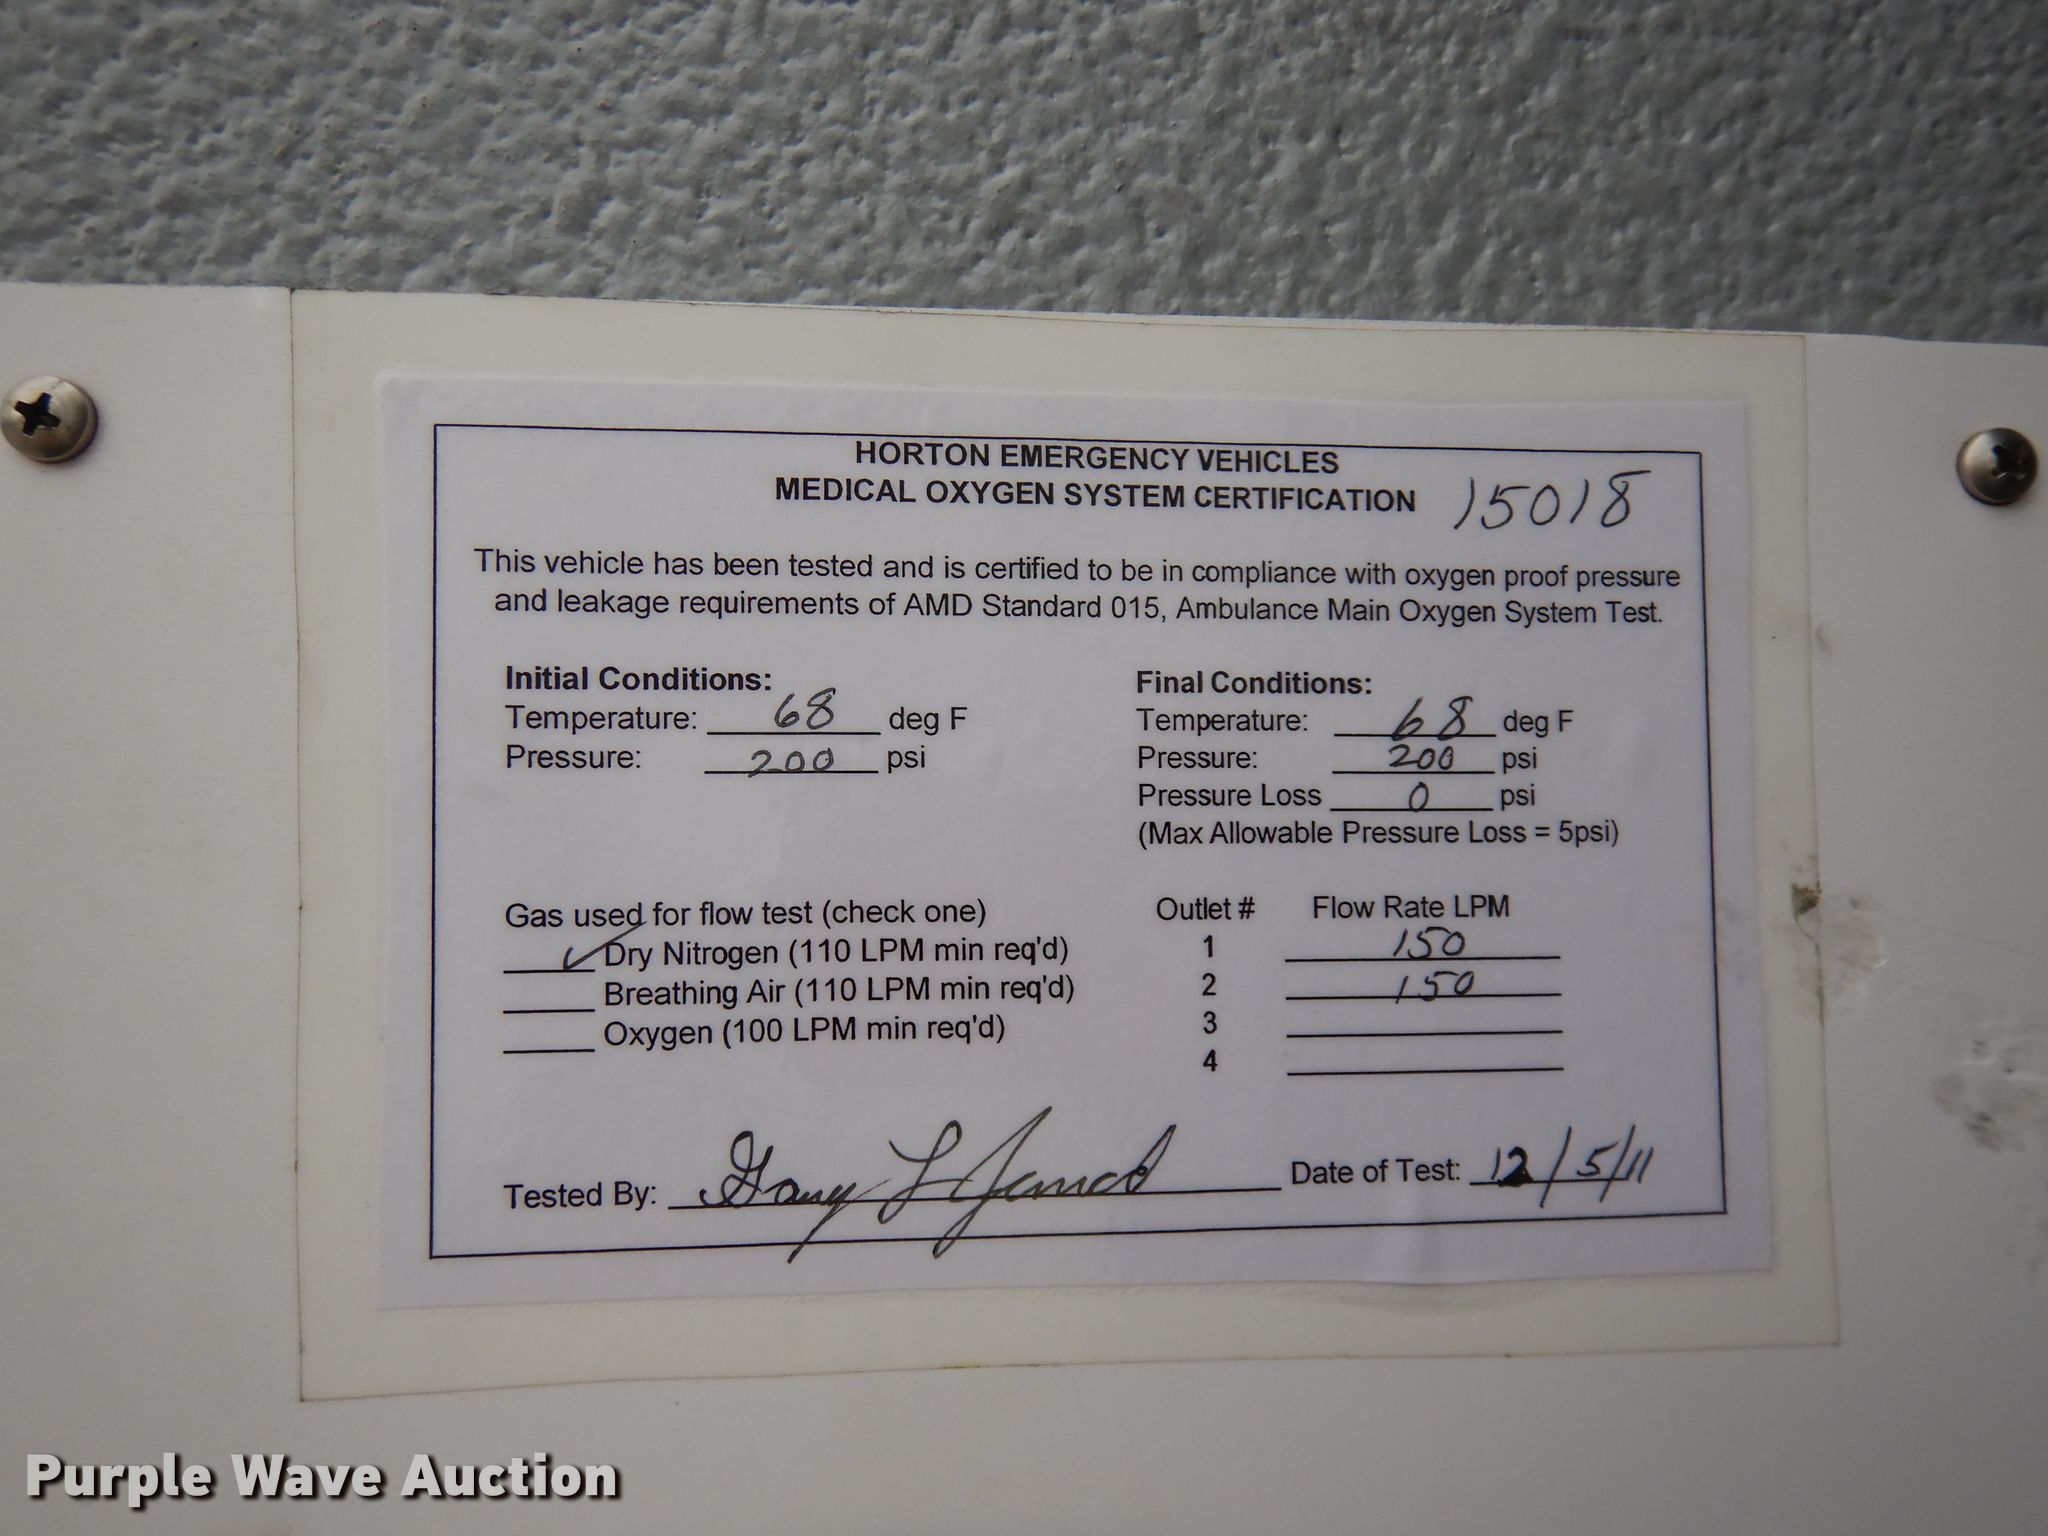 HORTON EMERGENCY VEHICLES
MEDICAL OXYGEN SYSTEM CERTIFICATION 15018
This vehicle has been tested and is certified to be in compliance with oxygen proof pressure
and leakage requirements of AMD Standard 015, Ambulance Main Oxygen System Test.
Initial Conditions:
Temperature: 68 deg F
Pressure: 200 psi
Final Conditions:
Temperature: 68 deg F
Pressure: 200 psi
Pressure Loss 0 psi
(Max Allowable Pressure Loss = 5psi)
Gas used for flow test (check one)
✓ Dry Nitrogen (110 LPM min req'd)
Breathing Air (110 LPM min req'd)
Oxygen (100 LPM min req'd)
Outlet # Flow Rate LPM
1 150
2 150
3
4
Tested By: Gary L
Date of Test: 12/5/11
Purple Wave Auction